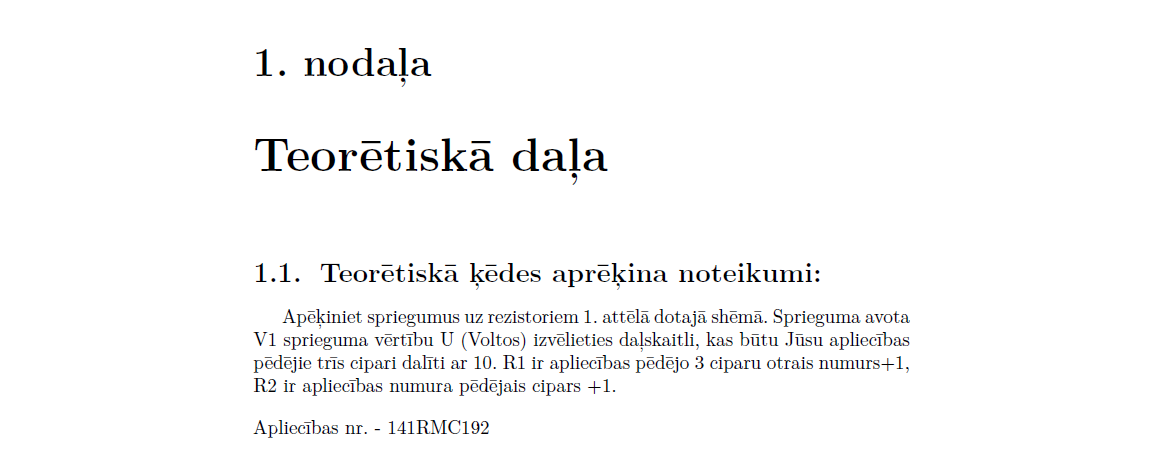 1. nodaļa
Teorētiskā daļa
1.1. Teorētiskā ķēdes aprēķina noteikumi:
Apēķiniet spriegumus uz rezistoriem 1. attēlā dotajā shēmā. Sprieguma avota
V1 sprieguma vērtību U (Voltos) izvēlieties daļskaitli, kas būtu Jūsu apliecības
pēdējie trīs cipari dalīti ar 10. R1 ir apliecības pēdējo 3 ciparu otrais numurs+1,
R2 ir apliecības numura pēdējais cipars +1.
Apliecības nr. - 141RMC192